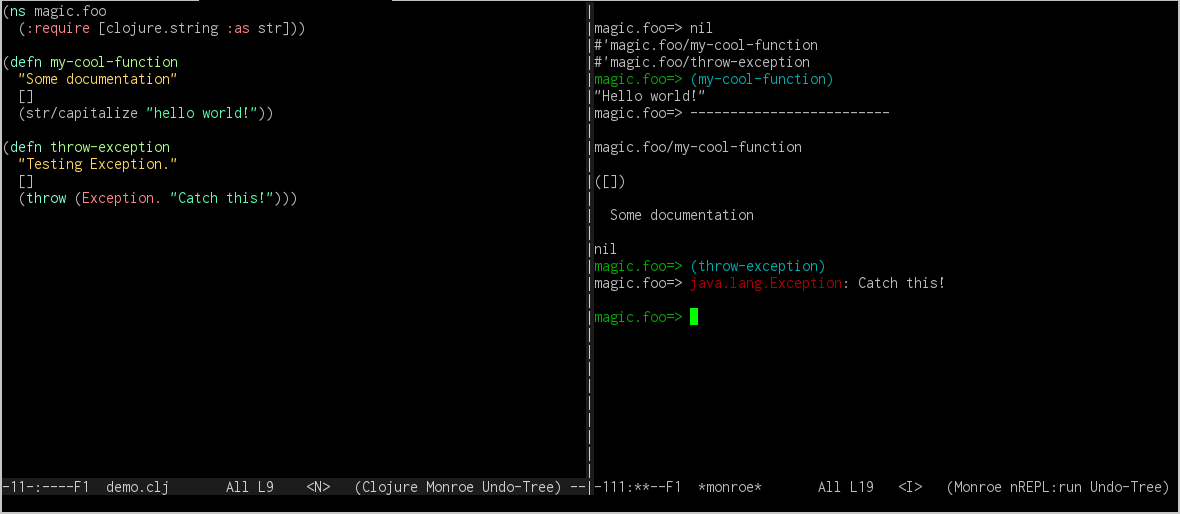 (ns magic.foo
  (:require [clojure.string :as str]))
(defn my-cool-function
  "Some documentation"
  []
  (str/capitalize "hello world!"))
(defn throw-exception
  "Testing Exception."
  []
  (throw (Exception. "Catch this!")))
-11-:----F1  demo.clj       All L9    <N>   (Clojure Monroe Undo-Tree) --
magic.foo=> nil
#'magic.foo/my-cool-function
#'magic.foo/throw-exception
magic.foo=> (my-cool-function)
"Hello world!"
magic.foo=> -------------------------
magic.foo/my-cool-function
([])
  Some documentation
nil
magic.foo=> (throw-exception)
magic.foo=> java.lang.Exception: Catch this!
magic.foo=>
-111:**--F1  *monroe*       All L19   <I>   (Monroe nREPL:run Undo-Tree)